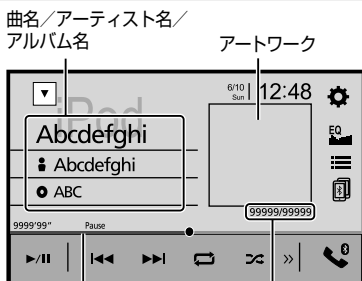 曲名／アーティスト名／
アルバム名
アートワーク
6/10
Sun
12:48
iPod
Abcdefghi
Abcdefghi
ABC
EQ
99999/99999
9999'99"
Pause